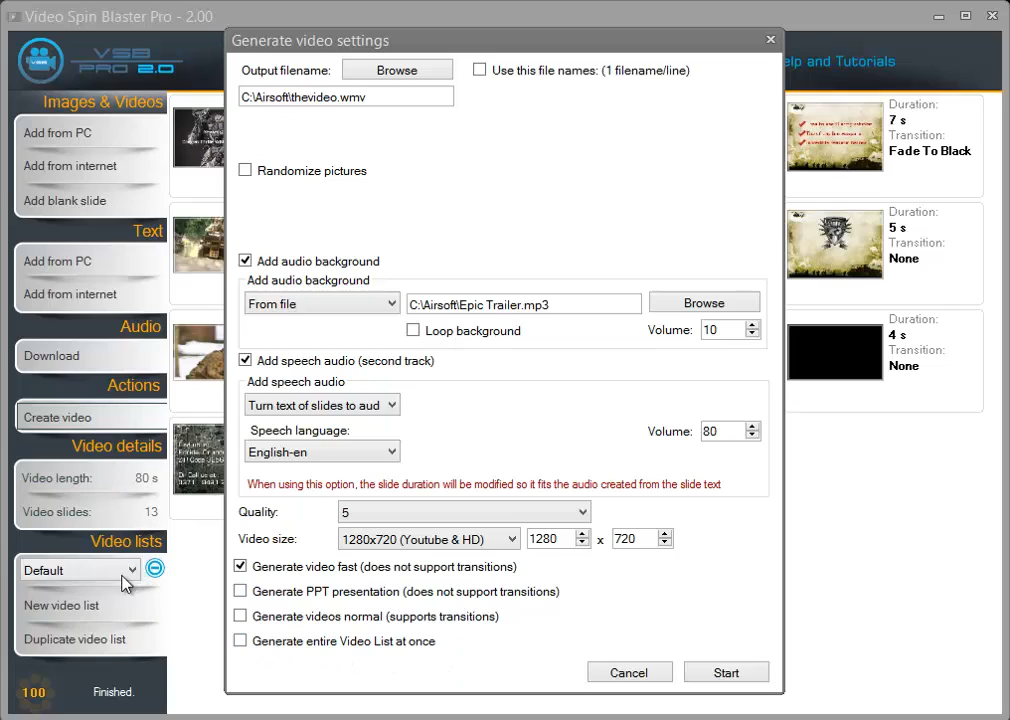 Video Spin Blaster Pro - 2.00
VSB
PRO 2.0
elp and Tutorials
Images & Videos
Add from PC
Add from internet
Add blank slide
Text
Add from PC
Add from internet
Audio
Download
Actions
Create video
Video details
Video length: 80 s
Video slides: 13
Video lists
Default
New video list
Duplicate video list
100 Finished.
Generate video settings
Output filename: Browse Use this file names: (1 filename/line)
C:\Airsoft\thevideo.wmv
Randomize pictures
Add audio background
Add audio background
From file C:\Airsoft\Epic Trailer.mp3 Browse
Loop background Volume: 10
Add speech audio (second track)
Add speech audio
Turn text of slides to aud
Speech language: Volume: 80
English-en
When using this option, the slide duration will be modified so it fits the audio created from the slide text
Quality: 5
Video size: 1280x720 (Youtube & HD) 1280 x 720
Generate video fast (does not support transitions)
Generate PPT presentation (does not support transitions)
Generate videos normal (supports transitions)
Generate entire Video List at once
Cancel Start
Duration:
7 s
Transition:
Fade To Black
Duration:
5 s
Transition:
None
Duration:
4 s
Transition:
None